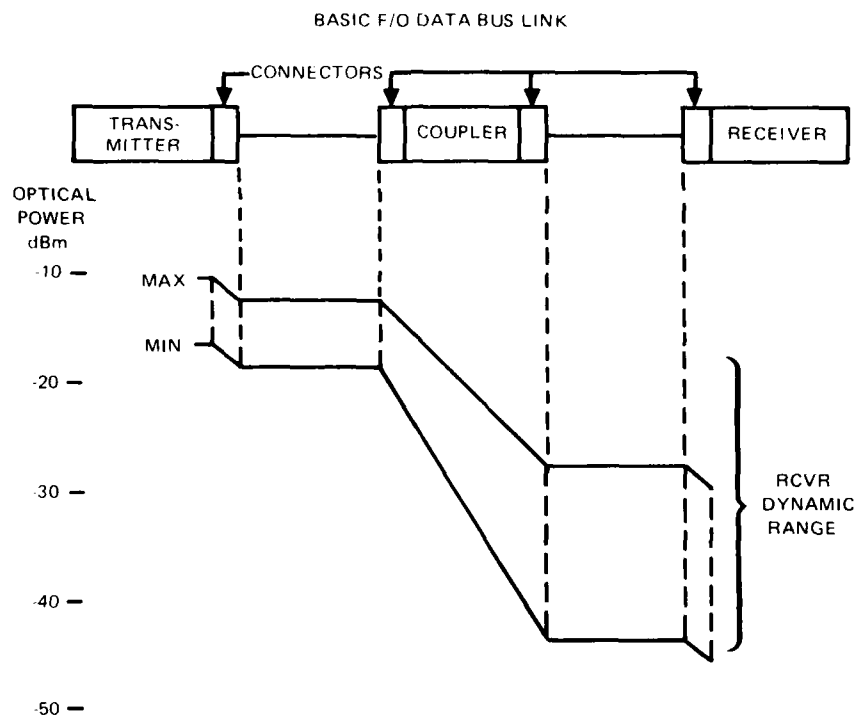 BASIC F/O DATA BUS LINK
CONNECTORS
TRANS-
MITTER
COUPLER
RECEIVER
OPTICAL
POWER
dBm
-10
MAX
MIN
-20
-30
RCVR
DYNAMIC
RANGE
-40
-50